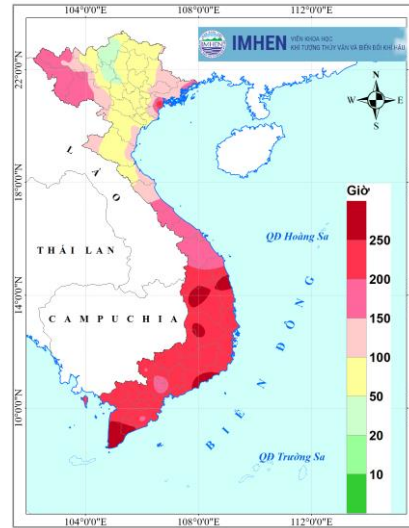 104°0'0"E
108°0'0"E
112°0'0"E
IMHEN
VIỆN KHOA HỌC
KHÍ TƯỢNG THỦY VĂN VÀ BIẾN ĐỔI KHÍ HẬU
22°0'0"N
N
W
E
S
LÀO
18°0'0"N
Giờ
THÁI LAN
QĐ Hoàng Sa
250
200
14°0'0"N
CAMPUCHIA
150
BIỂN ĐÔNG
100
50
10°0'0"N
20
QĐ Trường Sa
10
104°0'0"E
108°0'0"E
112°0'0"E